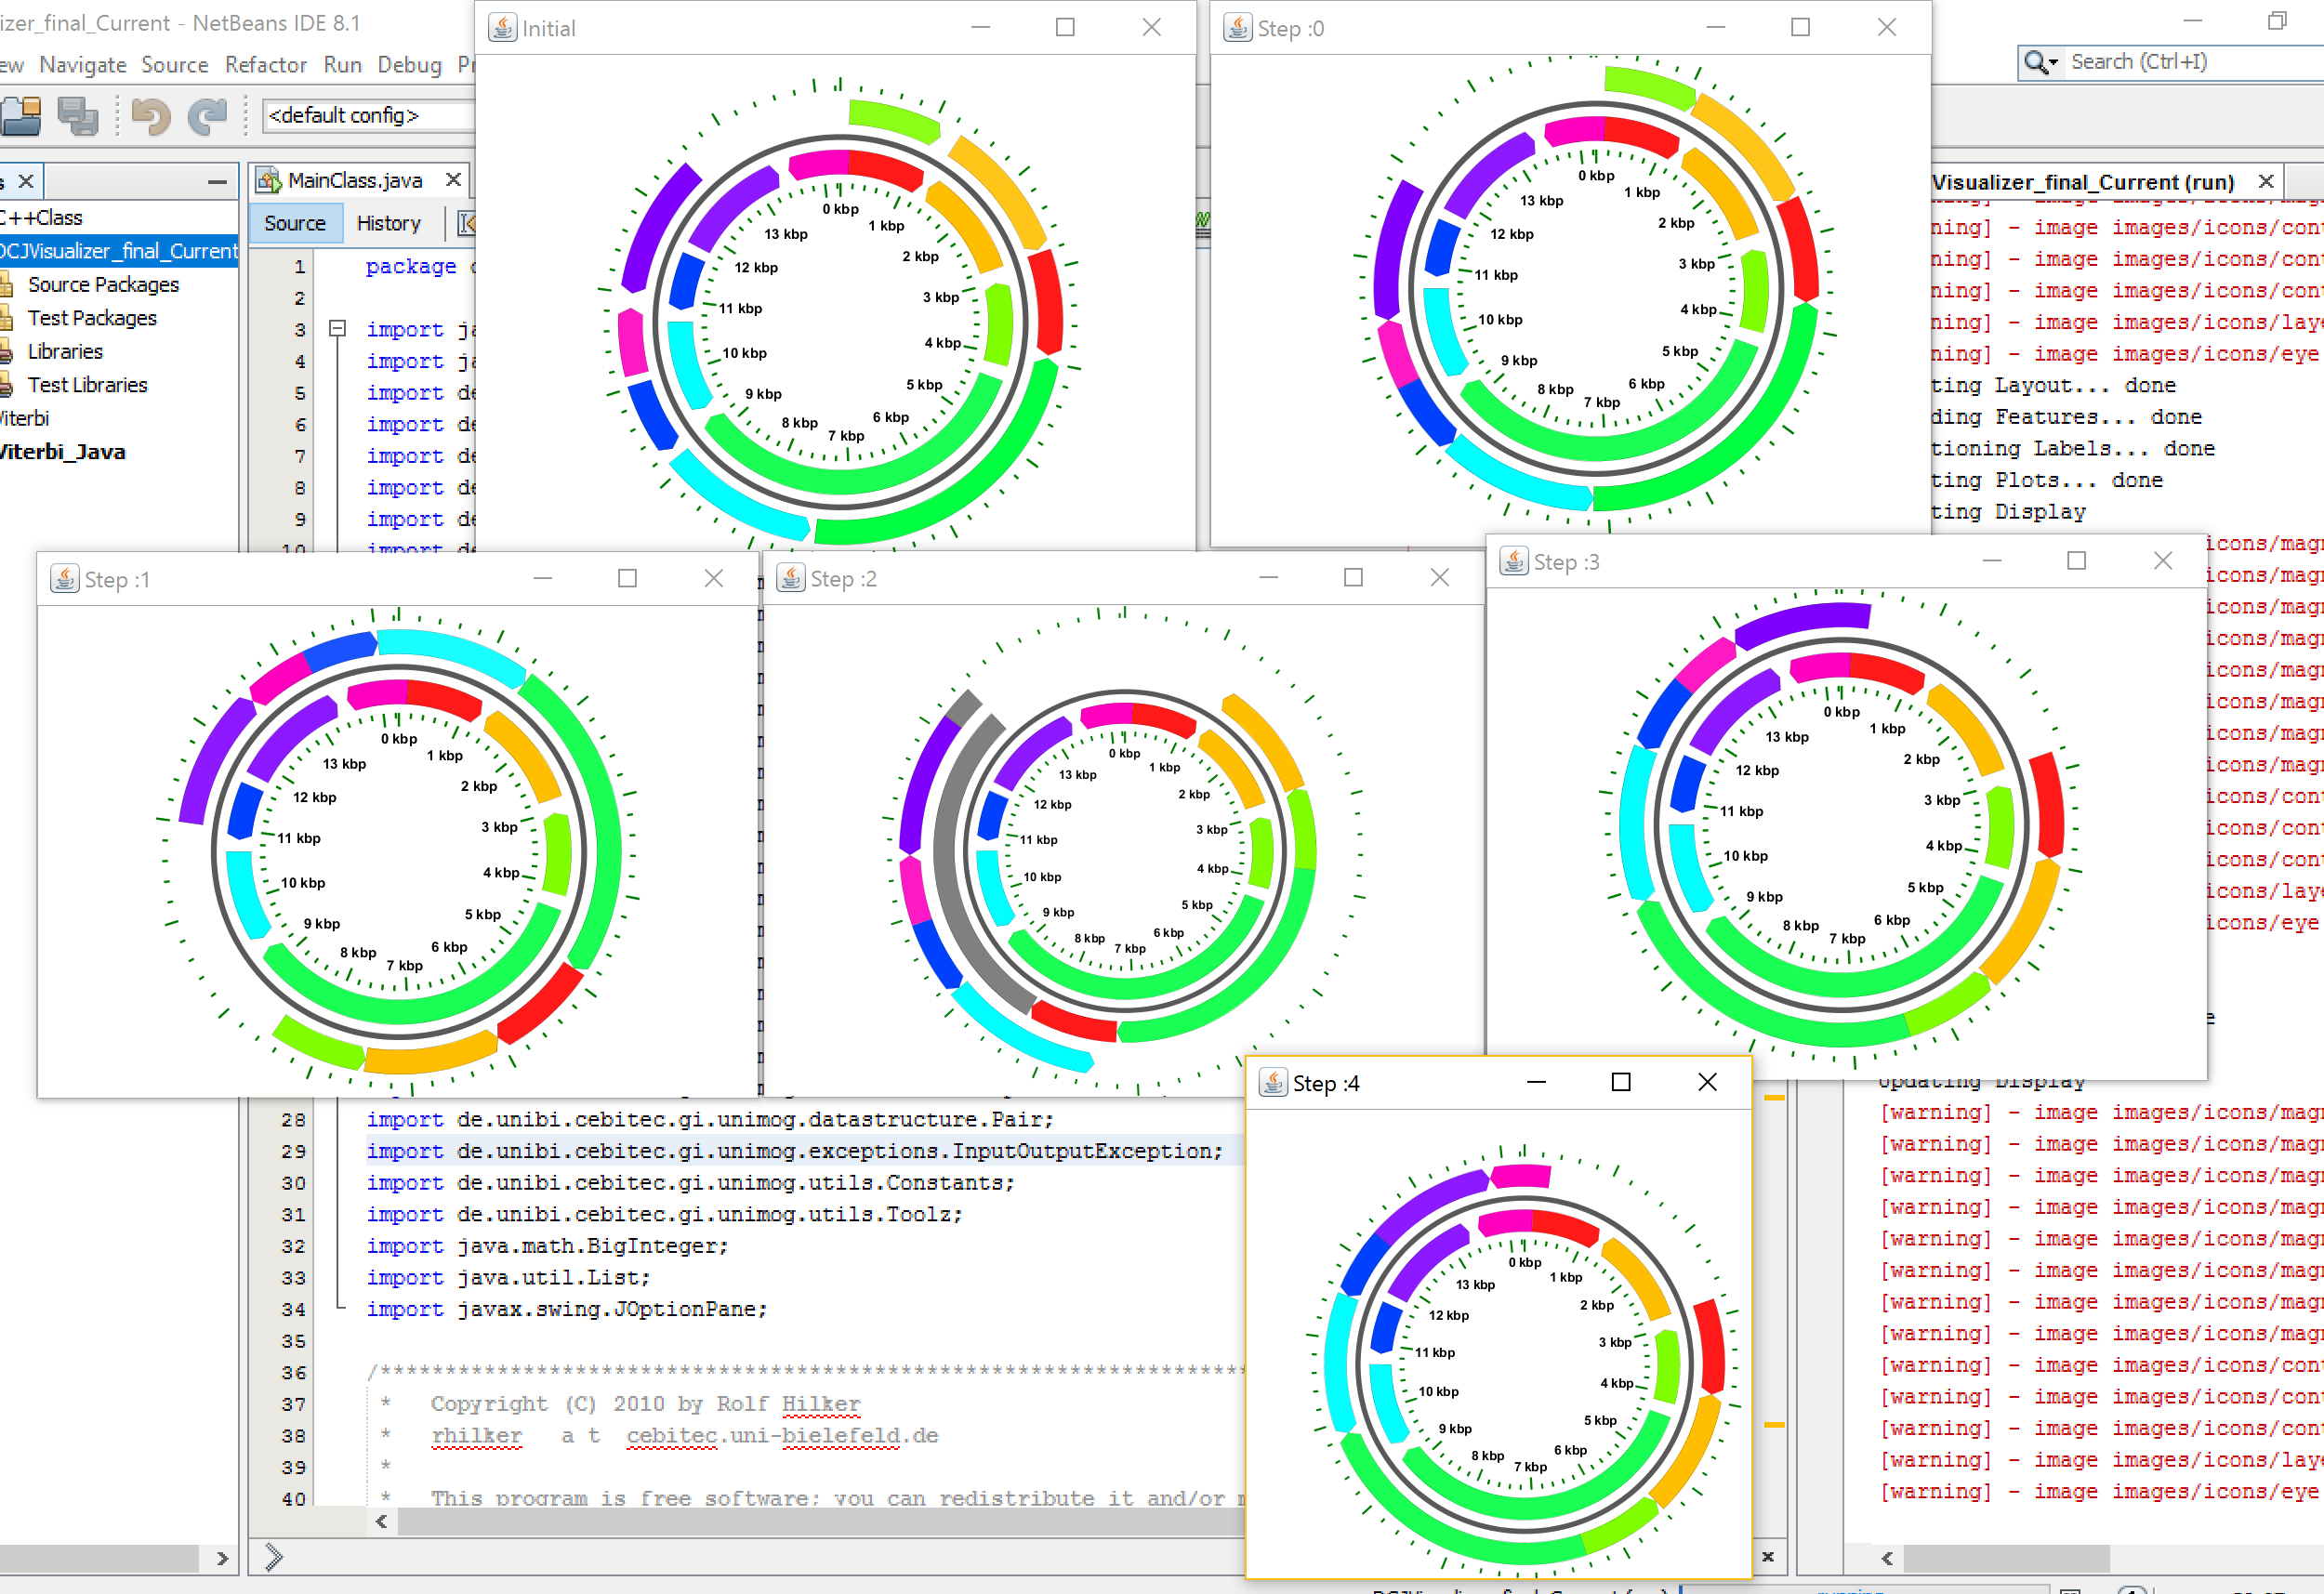 izer_final_Current - NetBeans IDE 8.1
ew Navigate Source Refactor Run Debug
Search (Ctrl+I)
<default config>
MainClass.java
Source History
C++Class
DCJVisualizer_final_Current
Source Packages
Test Packages
Libraries
Test Libraries
Viterbi
Viterbi_Java
1 package
2
3 import
4 import
5 import
6 import
7 import
8 import
9 import
10 import
Initial
0 kbp
1 kbp
2 kbp
3 kbp
4 kbp
5 kbp
6 kbp
7 kbp
8 kbp
9 kbp
10 kbp
11 kbp
12 kbp
13 kbp
Step :0
0 kbp
1 kbp
2 kbp
3 kbp
4 kbp
5 kbp
6 kbp
7 kbp
8 kbp
9 kbp
10 kbp
11 kbp
12 kbp
13 kbp
Visualizer_final_Current (run)
ning] - image images/icons/con
ning] - image images/icons/con
ning] - image images/icons/con
ning] - image images/icons/lay
ning] - image images/icons/eye
ting Layout... done
ding Features... done
tioning Labels... done
ting Plots... done
ting Display
Step :1
0 kbp
1 kbp
2 kbp
3 kbp
4 kbp
5 kbp
6 kbp
7 kbp
8 kbp
9 kbp
10 kbp
11 kbp
12 kbp
13 kbp
Step :2
0 kbp
1 kbp
2 kbp
3 kbp
4 kbp
5 kbp
6 kbp
7 kbp
8 kbp
9 kbp
10 kbp
11 kbp
12 kbp
13 kbp
Step :3
0 kbp
1 kbp
2 kbp
3 kbp
4 kbp
5 kbp
6 kbp
7 kbp
8 kbp
9 kbp
10 kbp
11 kbp
12 kbp
13 kbp
icons/mag
icons/mag
icons/mag
icons/mag
icons/mag
icons/mag
icons/mag
icons/mag
icons/con
icons/con
icons/con
icons/lay
icons/eye
28 import de.unibi.cebitec.gi.unimog.datastructure.Pair;
29 import de.unibi.cebitec.gi.unimog.exceptions.InputOutputException;
30 import de.unibi.cebitec.gi.unimog.utils.Constants;
31 import de.unibi.cebitec.gi.unimog.utils.Toolz;
32 import java.math.BigInteger;
33 import java.util.List;
34 import javax.swing.JOptionPane;
35
36 /*******************************************************************
37 * Copyright (C) 2010 by Rolf Hilker
38 * rhilker a t cebitec.uni-bielefeld.de
39 *
40 * This program is free software; you can redistribute it and/or
Step :4
0 kbp
1 kbp
2 kbp
3 kbp
4 kbp
5 kbp
6 kbp
7 kbp
8 kbp
9 kbp
10 kbp
11 kbp
12 kbp
13 kbp
Updating Display
[warning] - image images/icons/mag
[warning] - image images/icons/mag
[warning] - image images/icons/mag
[warning] - image images/icons/mag
[warning] - image images/icons/mag
[warning] - image images/icons/mag
[warning] - image images/icons/mag
[warning] - image images/icons/mag
[warning] - image images/icons/con
[warning] - image images/icons/con
[warning] - image images/icons/con
[warning] - image images/icons/lay
[warning] - image images/icons/eye